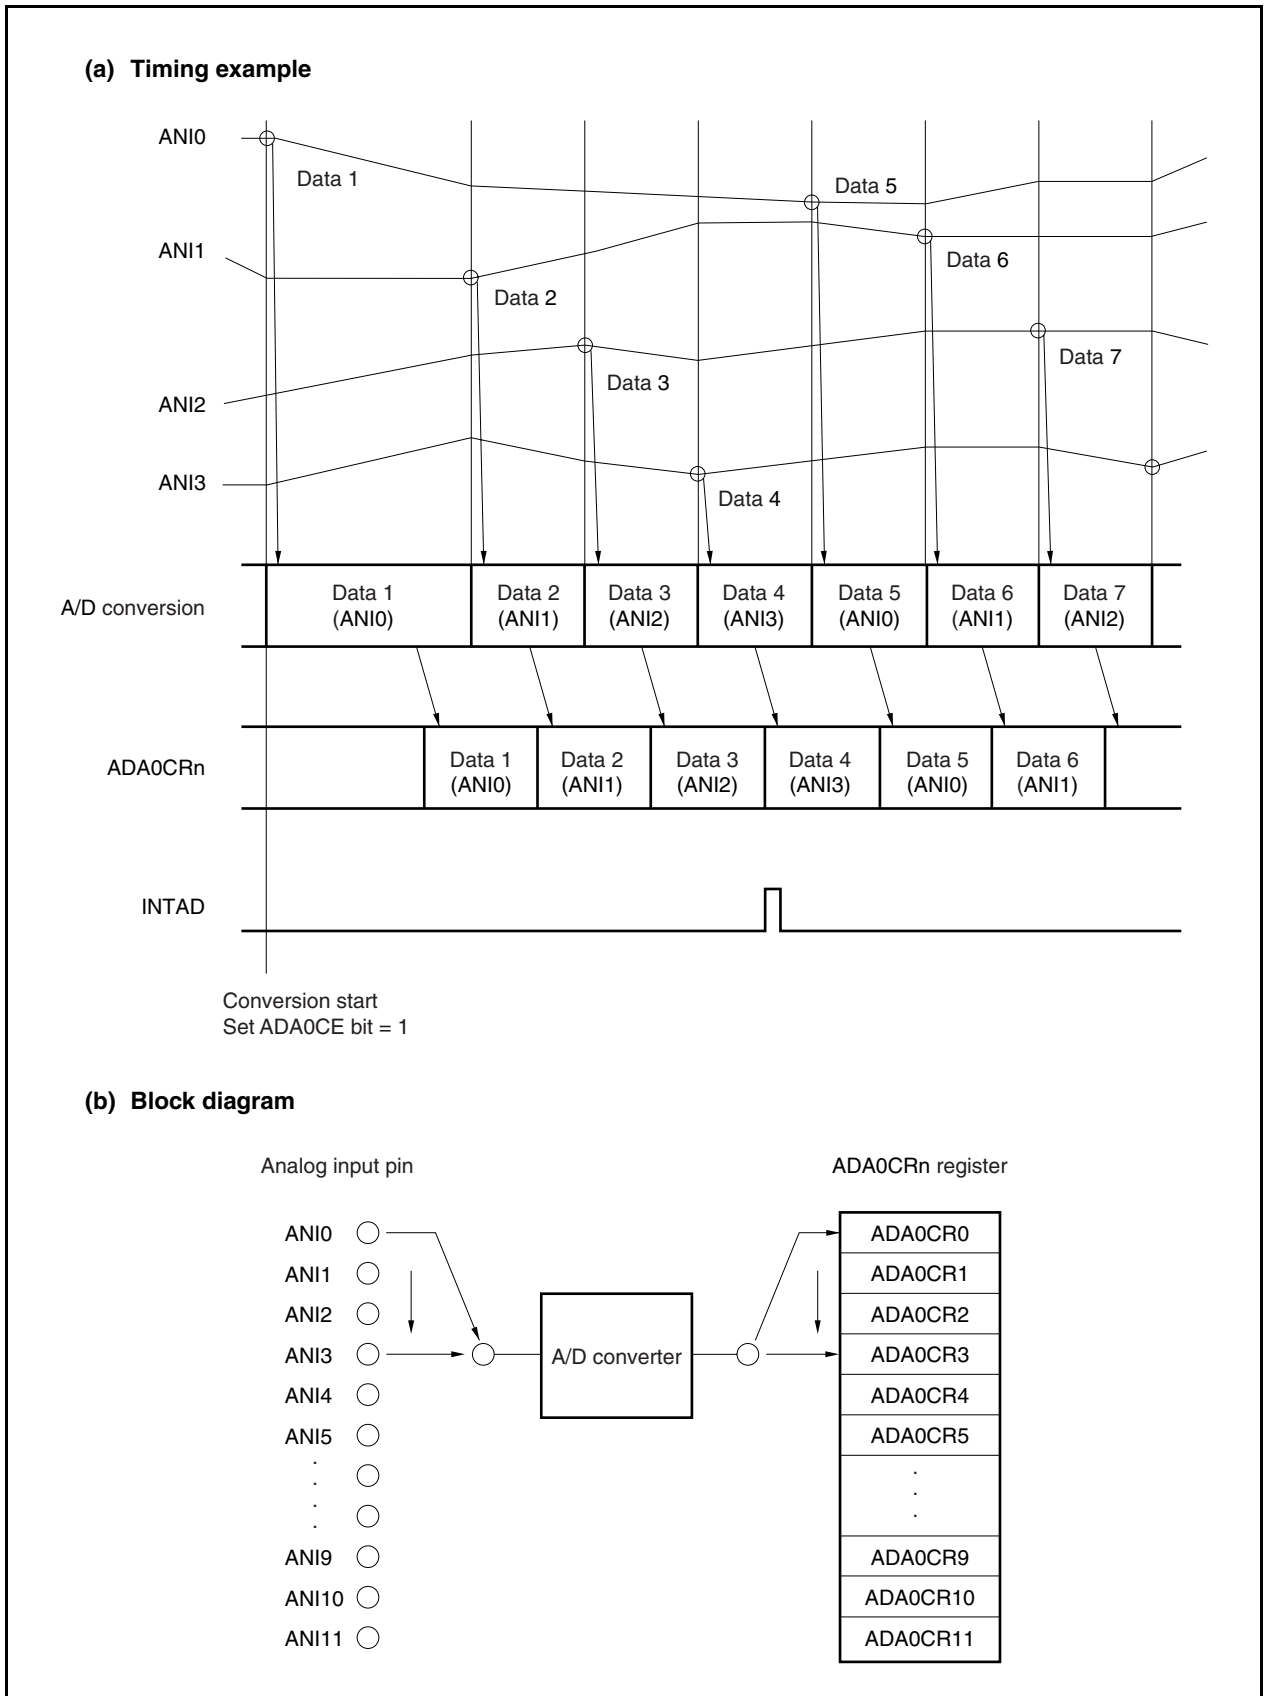 (a) Timing example
ANI0
Data 1
Data 5
ANI1
Data 6
Data 2
Data 7
Data 3
ANI2
ANI3
Data 4
A/D conversion
Data 1
(ANI0)
Data 2
(ANI1)
Data 3
(ANI2)
Data 4
(ANI3)
Data 5
(ANI0)
Data 6
(ANI1)
Data 7
(ANI2)
ADA0CRn
Data 1
(ANI0)
Data 2
(ANI1)
Data 3
(ANI2)
Data 4
(ANI3)
Data 5
(ANI0)
Data 6
(ANI1)
INTAD
Conversion start
Set ADA0CE bit = 1
(b) Block diagram
Analog input pin
ADA0CRn register
ANI0
ANI1
ANI2
ANI3
ANI4
ANI5
.
.
.
.
ANI9
ANI10
ANI11
A/D converter
ADA0CR0
ADA0CR1
ADA0CR2
ADA0CR3
ADA0CR4
ADA0CR5
.
.
.
ADA0CR9
ADA0CR10
ADA0CR11